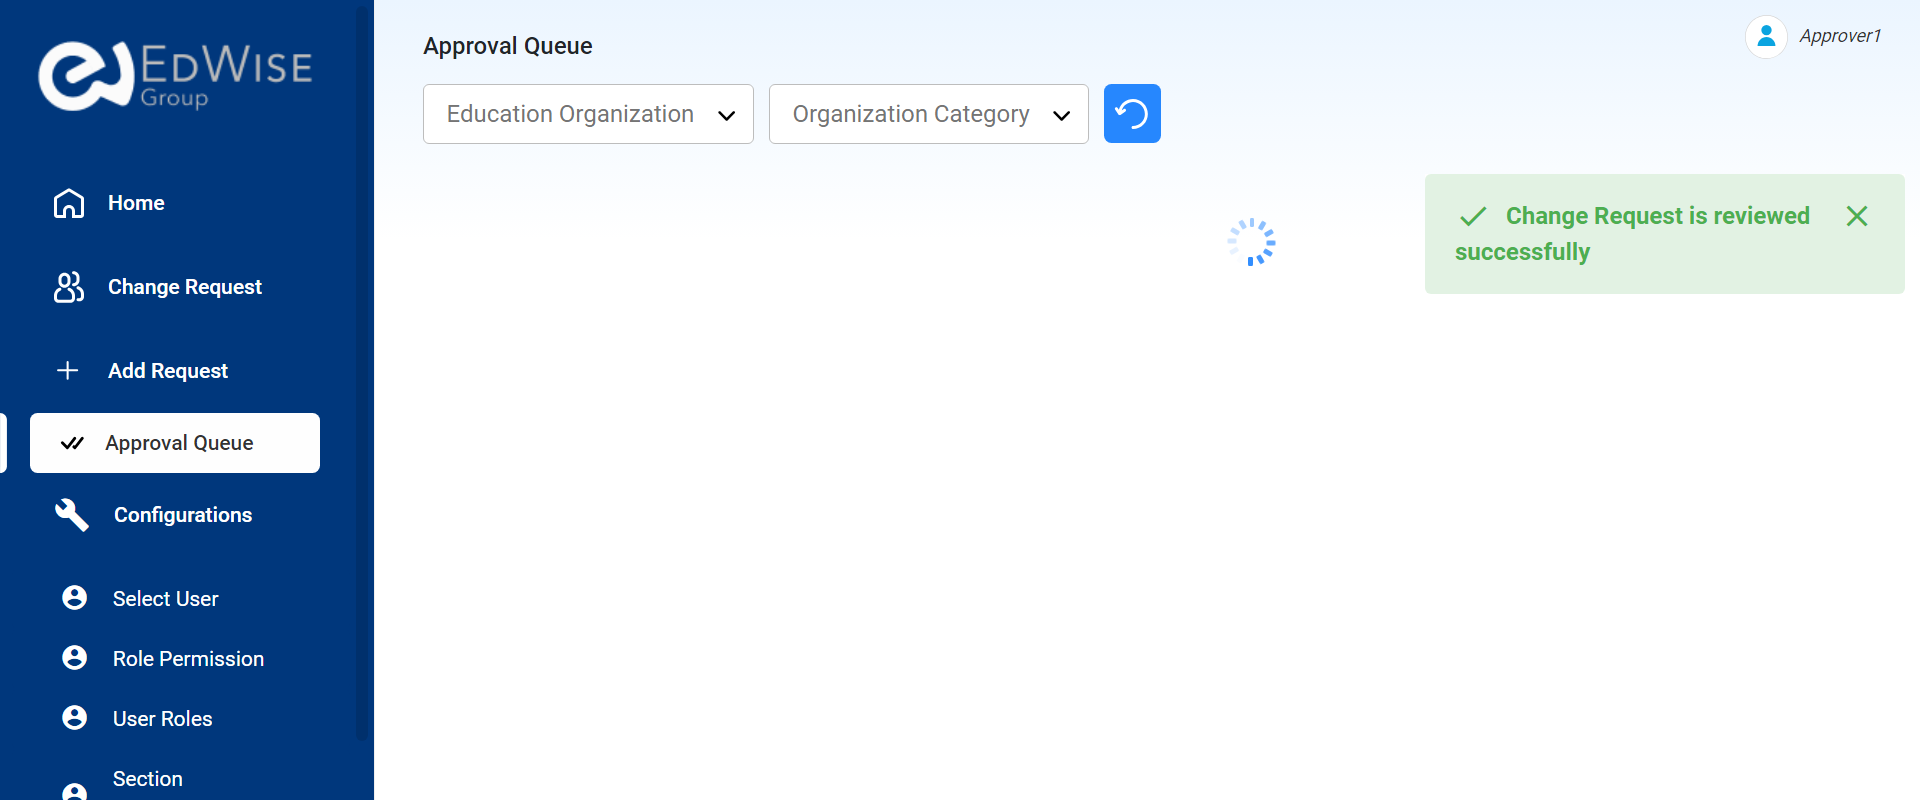 EDWISE
Group
Home
Change Request
Add Request
Approval Queue
Configurations
Select User
Role Permission
User Roles
Section
Approval Queue
Approver1
Education Organization
Organization Category
Change Request is reviewed
successfully